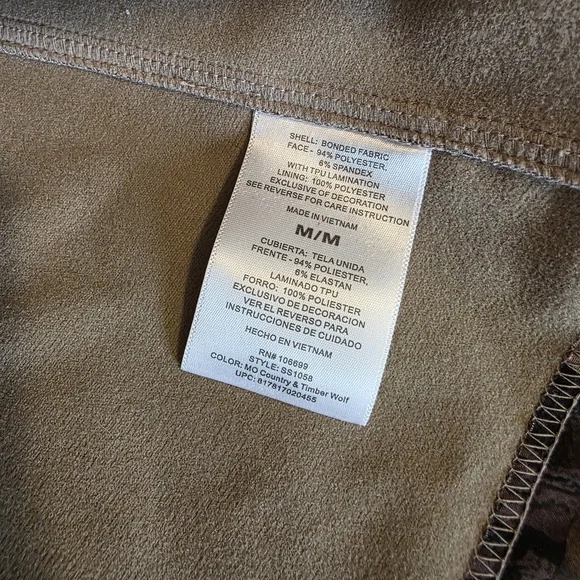 SHELL: BONDED FABRIC
FACE - 94% POLYESTER,
6% SPANDEX
WITH TPU LAMINATION
LINING: 100% POLYESTER
EXCLUSIVE OF DECORATION
SEE REVERSE FOR CARE INSTRUCTION
MADE IN VIETNAM
M/M
CUBIERTA: TELA UNIDA
FRENTE - 94% POLIESTER,
6% ELASTAN
LAMINADO TPU
FORRO: 100% POLIESTER
EXCLUSIVO DE DECORACION
VER EL REVERSO PARA
INSTRUCCIONES DE CUIDADO
HECHO EN VIETNAM
RN# 106699
STYLE: SS1058
COLOR: MO Country & Timber Wolf
UPC: 817817020455